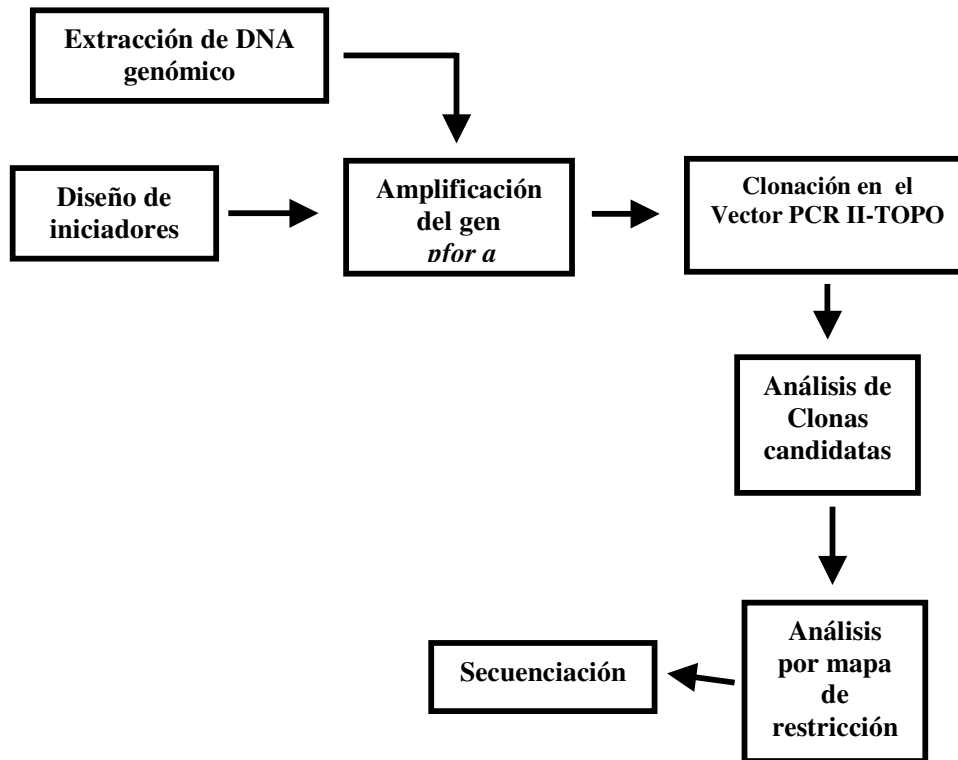 Extracción de DNA
genómico
Diseño de
iniciadores
Amplificación
del gen
pfor a
Clonación en el
Vector PCR II-TOPO
Análisis de
Clonas
candidatas
Análisis
por mapa
de
restricción
Secuenciación